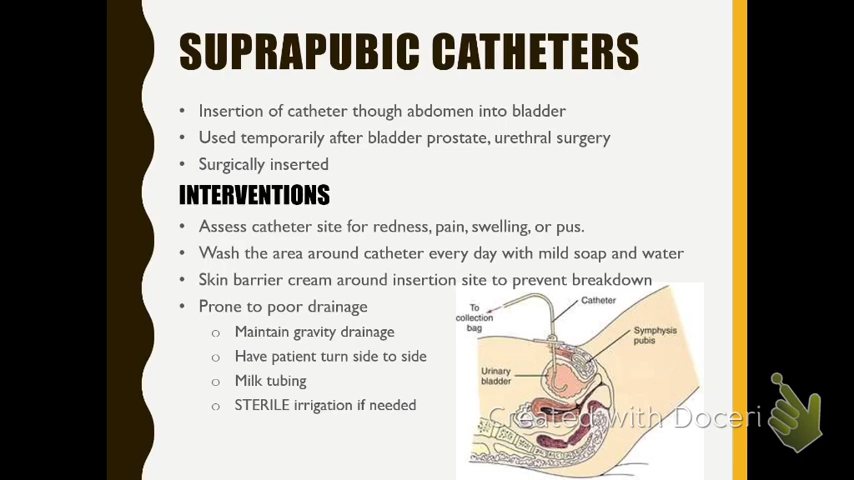 SUPRAPUBIC CATHETERS
• Insertion of catheter though abdomen into bladder
• Used temporarily after bladder prostate, urethral surgery
• Surgically inserted
INTERVENTIONS
• Assess catheter site for redness, pain, swelling, or pus.
• Wash the area around catheter every day with mild soap and water
• Skin barrier cream around insertion site to prevent breakdown
• Prone to poor drainage
o Maintain gravity drainage
o Have patient turn side to side
o Milk tubing
o STERILE irrigation if needed
To
collection
bag
Catheter
Symphysis
pubis
Urinary
bladder
Created with Doceri